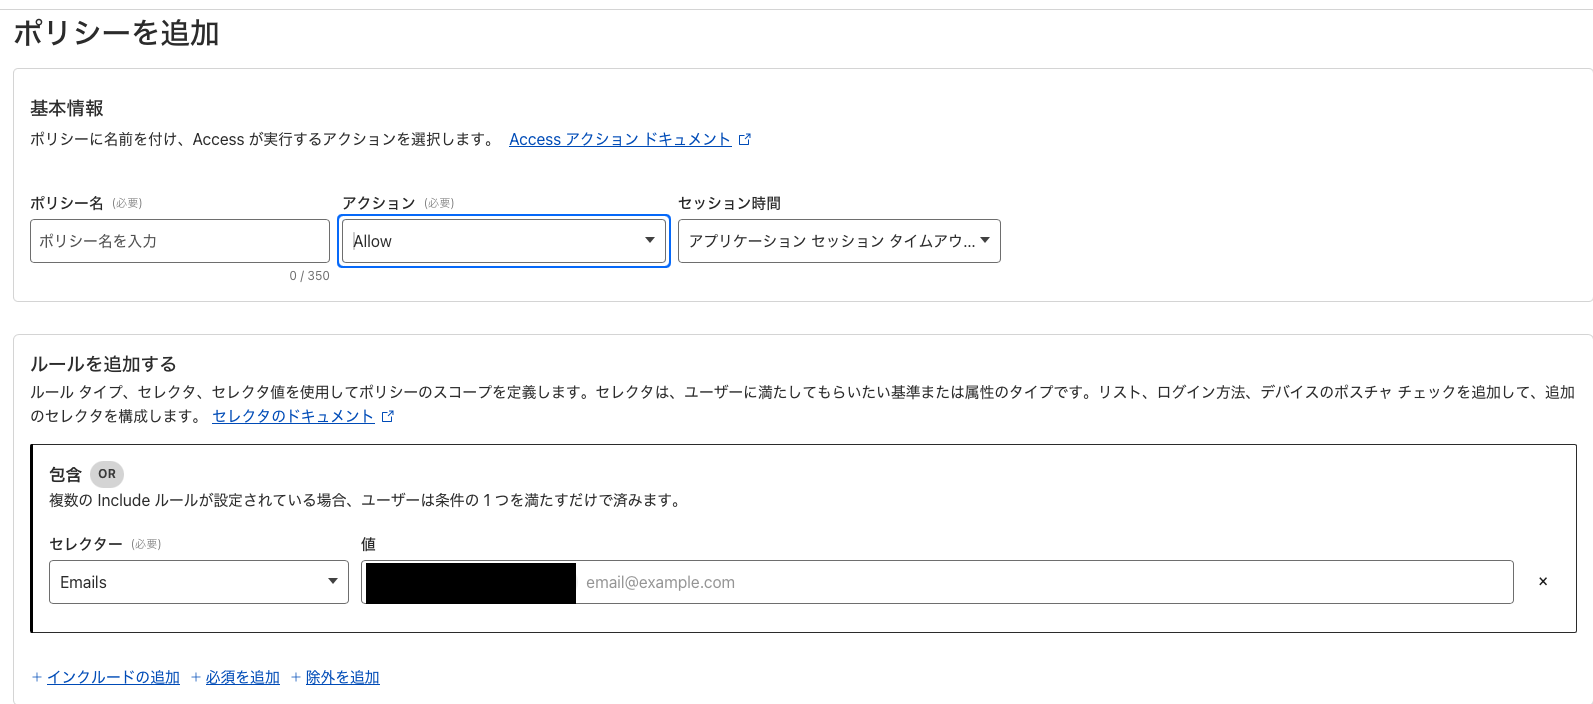 ポリシーを追加
基本情報
ポリシーに名前を付け、Access が実行するアクションを選択します。 Access アクション ドキュメント
ポリシー名 (必要) アクション (必要) セッション時間
ポリシー名を入力 Allow アプリケーション セッション タイムアウ...
0 / 350
ルールを追加する
ルール タイプ、セレクタ、セレクタ値を使用してポリシーのスコープを定義します。セレクタは、ユーザーに満たしてもらいたい基準または属性のタイプです。リスト、ログイン方法、デバイスのポスチャ チェックを追加して、追加
のセレクタを構成します。 セレクタのドキュメント
包含 OR
複数の Include ルールが設定されている場合、ユーザーは条件の 1 つを満たすだけで済みます。
セレクター (必要) 値
Emails email@example.com ×
+ インクルードの追加 + 必須を追加 + 除外を追加